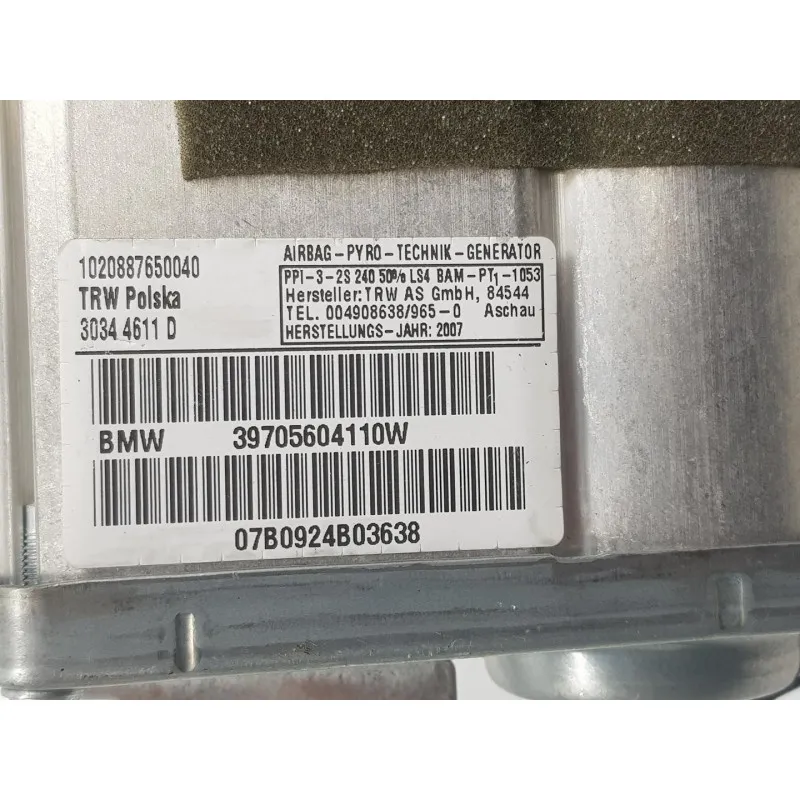 1020887650040
TRW Polska
3034 4611 D
AIRBAG-PYRO-TECHNIK-GENERATOR
PPI-3-2S 240 50% LS4 BAM-PT1-1053
Hersteller: TRW AS GmbH, 84544
TEL. 004908638/965-0 Aschau
HERSTELLUNGS-JAHR: 2007
BMW 39705604110W
07B0924B03638